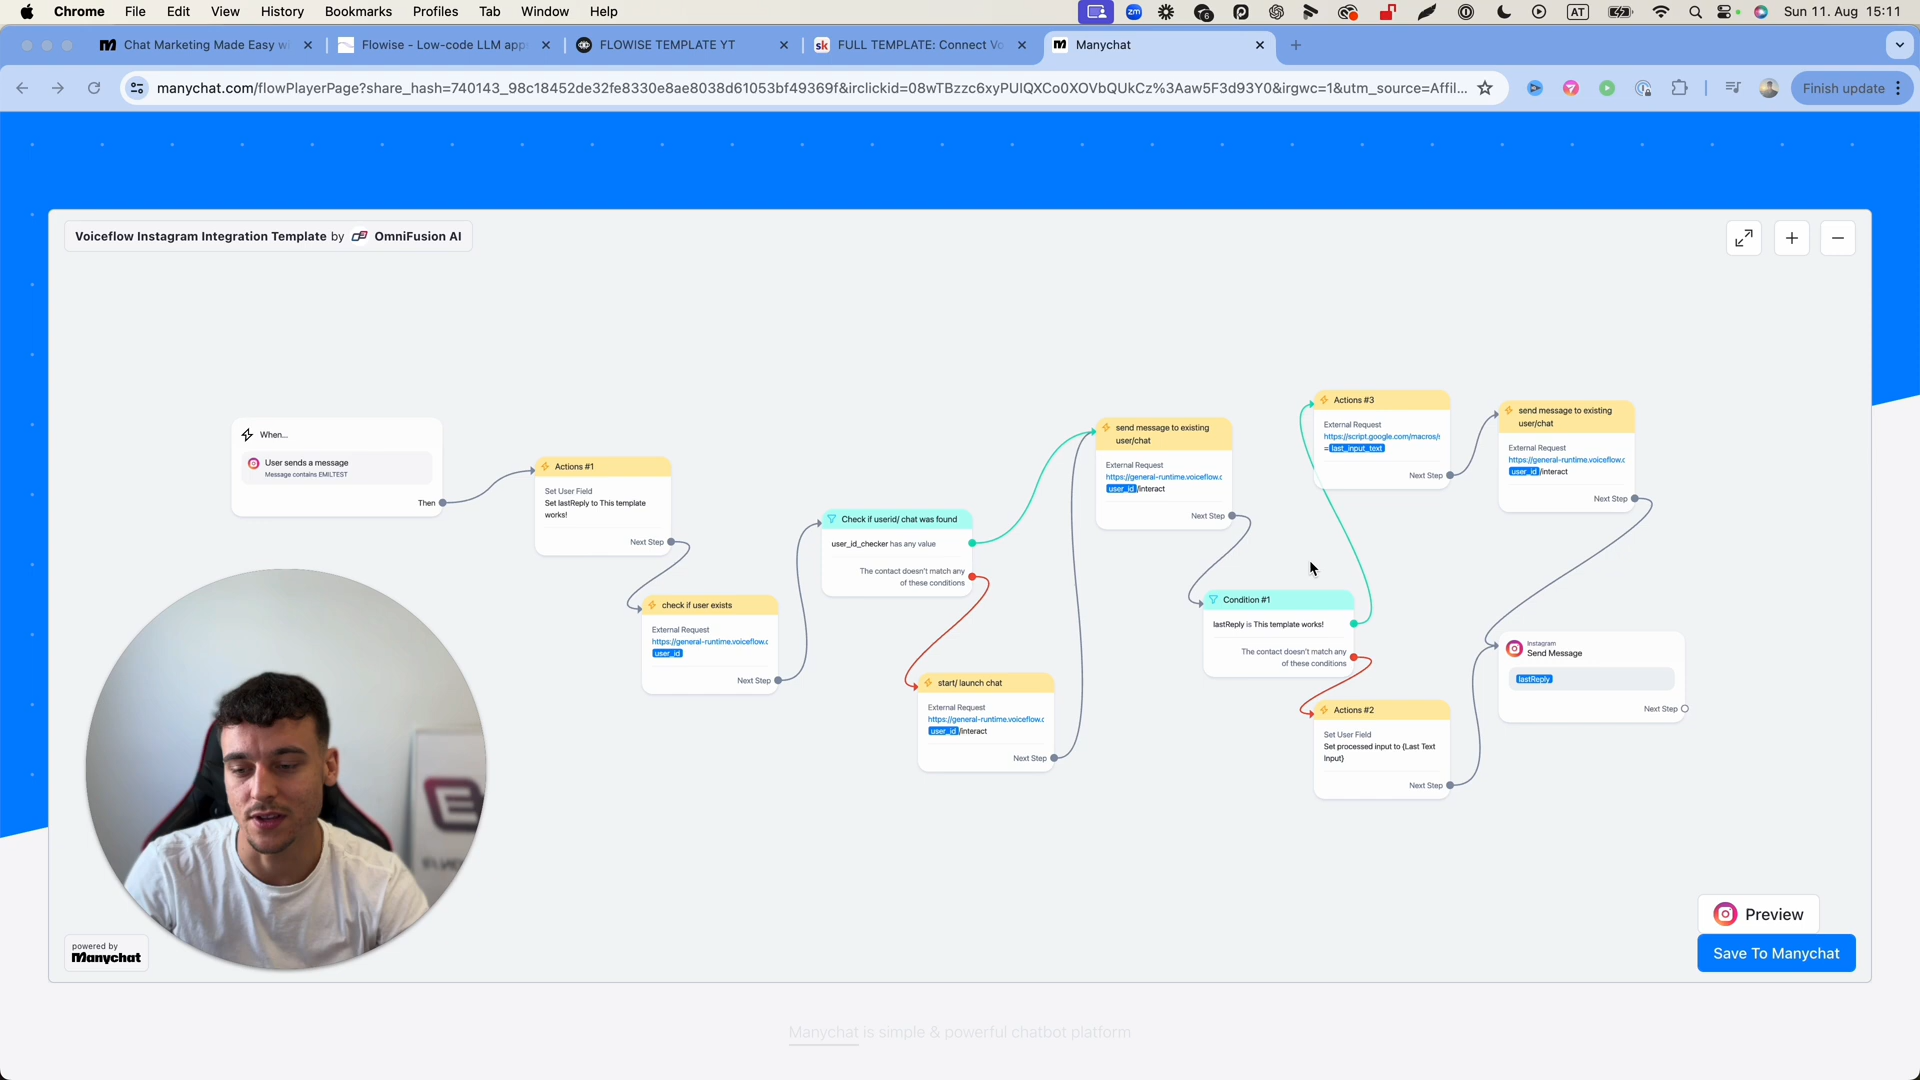 Chrome File Edit View History Bookmarks Profiles Tab Window Help
AT
Sun 11. Aug 15:11
Chat Marketing Made Easy wi
Flowise - Low-code LLM apps
FLOWISE TEMPLATE YT
FULL TEMPLATE: Connect Vo
Manychat
manychat.com/flowPlayerPage?share_hash=740143_98c18452de32fe8330e8ae8038d61053bf49369f&irclickid=08wTBzzc6xyPUIQXCo0XOVbQUkCz%3Aaw5F3d93Y0&irgwc=1&utm_source=Affil...
Finish update
Voiceflow Instagram Integration Template by OmniFusion AI
When...
User sends a message
Message contains EMILTEST
Then
Actions #1
Set User Field
Set lastReply to This template
works!
Next Step
check if user exists
External Request
https://general-runtime.voiceflow.c
user_id
Next Step
Check if userid/ chat was found
user_id_checker has any value
The contact doesn't match any
of these conditions
start/ launch chat
External Request
https://general-runtime.voiceflow.c
user_id/interact
Next Step
send message to existing
user/chat
External Request
https://general-runtime.voiceflow.c
user_id/interact
Next Step
Condition #1
lastReply is This template works!
The contact doesn't match any
of these conditions
Actions #3
External Request
https://script.google.com/macros/s
=last_input_text
Next Step
Actions #2
Set User Field
Set processed input to {Last Text
Input}
Next Step
send message to existing
user/chat
External Request
https://general-runtime.voiceflow.c
user_id/interact
Next Step
Instagram
Send Message
lastReply
Next Step
powered by
Manychat
Preview
Save To Manychat
Manychat is simple & powerful chatbot platform